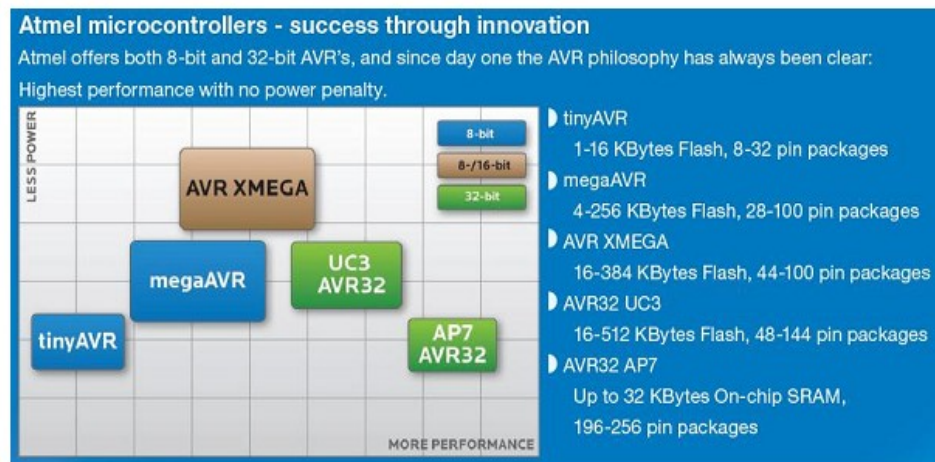 Atmel microcontrollers - success through innovation
Atmel offers both 8-bit and 32-bit AVR's, and since day one the AVR philosophy has always been clear:
Highest performance with no power penalty.
LESS POWER
8-bit
8-/16-bit
32-bit
AVR XMEGA
megaAVR
UC3
AVR32
tinyAVR
AP7
AVR32
MORE PERFORMANCE
tinyAVR
1-16 KBytes Flash, 8-32 pin packages
megaAVR
4-256 KBytes Flash, 28-100 pin packages
AVR XMEGA
16-384 KBytes Flash, 44-100 pin packages
AVR32 UC3
16-512 KBytes Flash, 48-144 pin packages
AVR32 AP7
Up to 32 KBytes On-chip SRAM,
196-256 pin packages